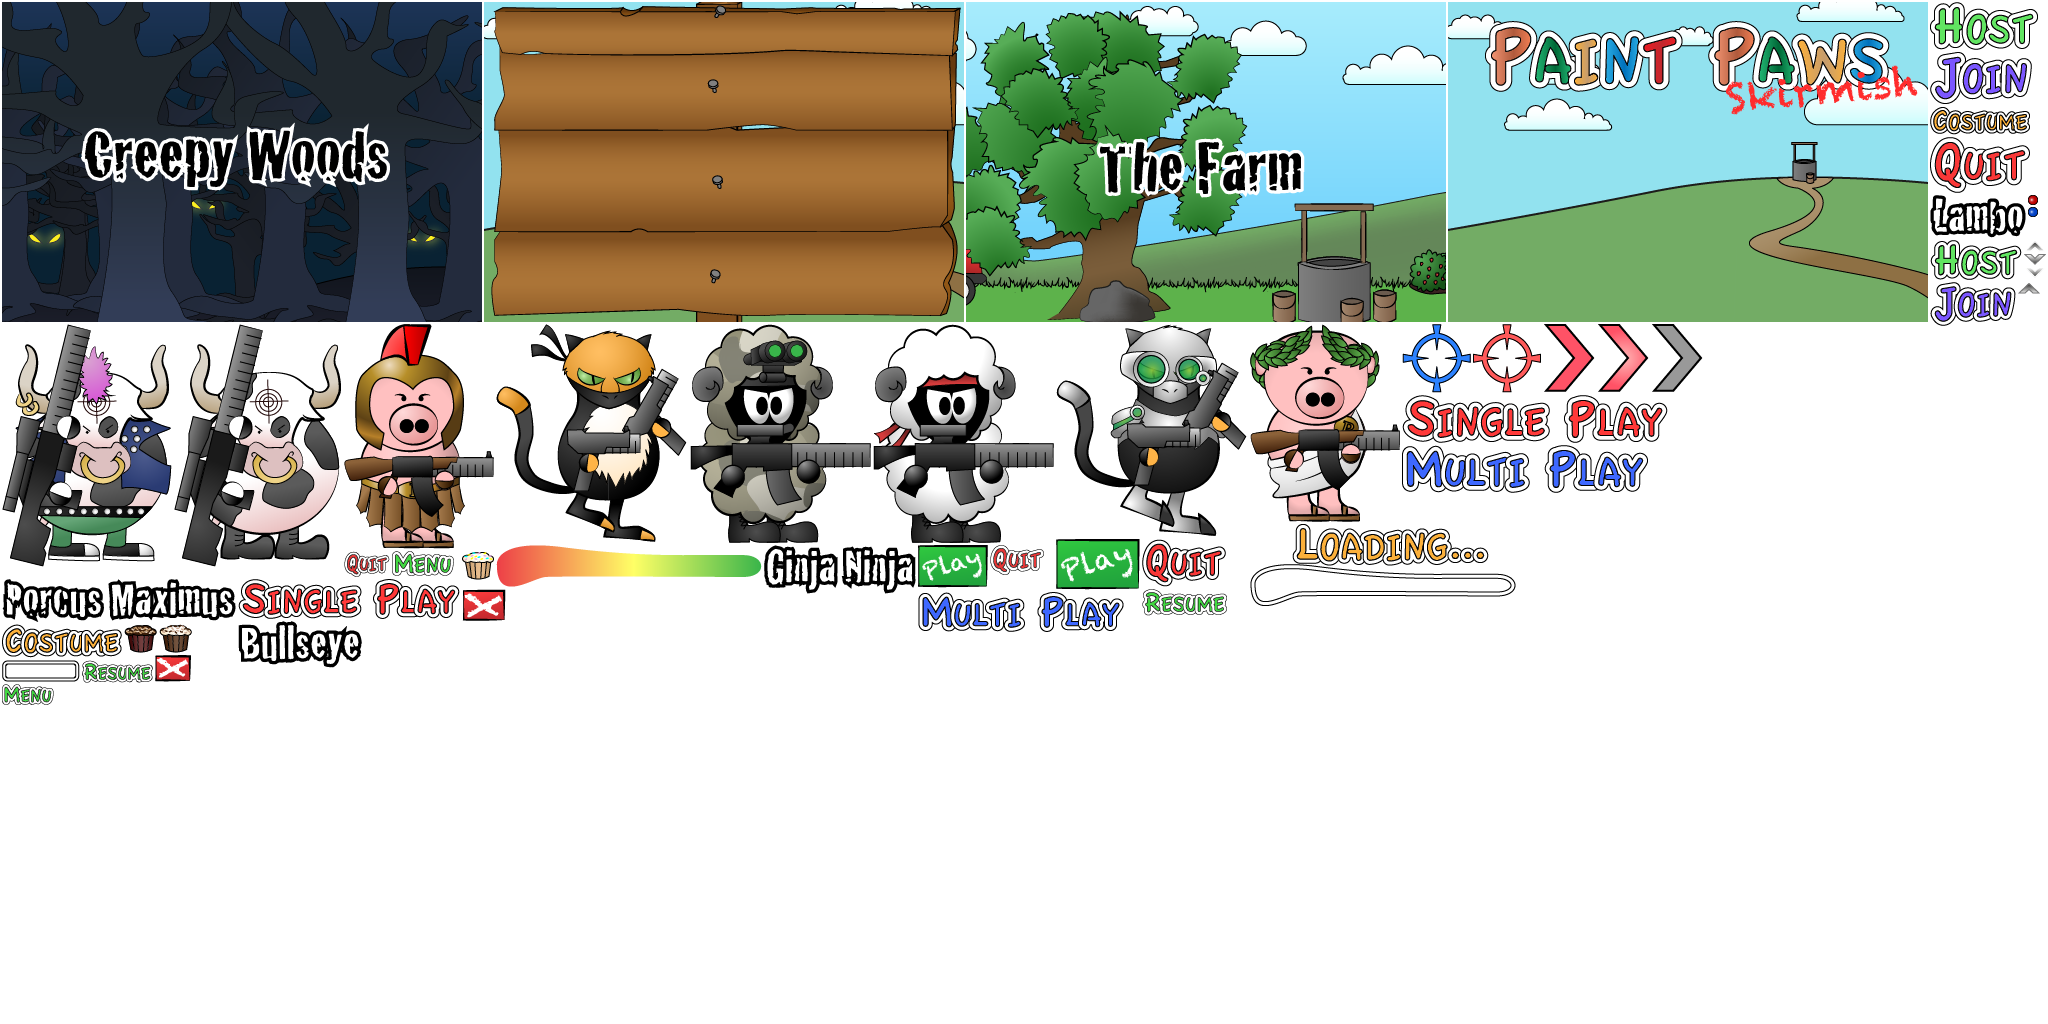 Creepy Woods
The Farm
PAINT PAWS
Skirmish
HOST
JOIN
COSTUME
QUIT
Lambo
HOST
JOIN
SINGLE PLAY
MULTI PLAY
LOADING...
QUIT MENU
Ginja Ninja
Play
QUIT
Play
QUIT
Porcus Maximus
SINGLE PLAY
MULTI PLAY
RESUME
COSTUME
Bullseye
RESUME
MENU